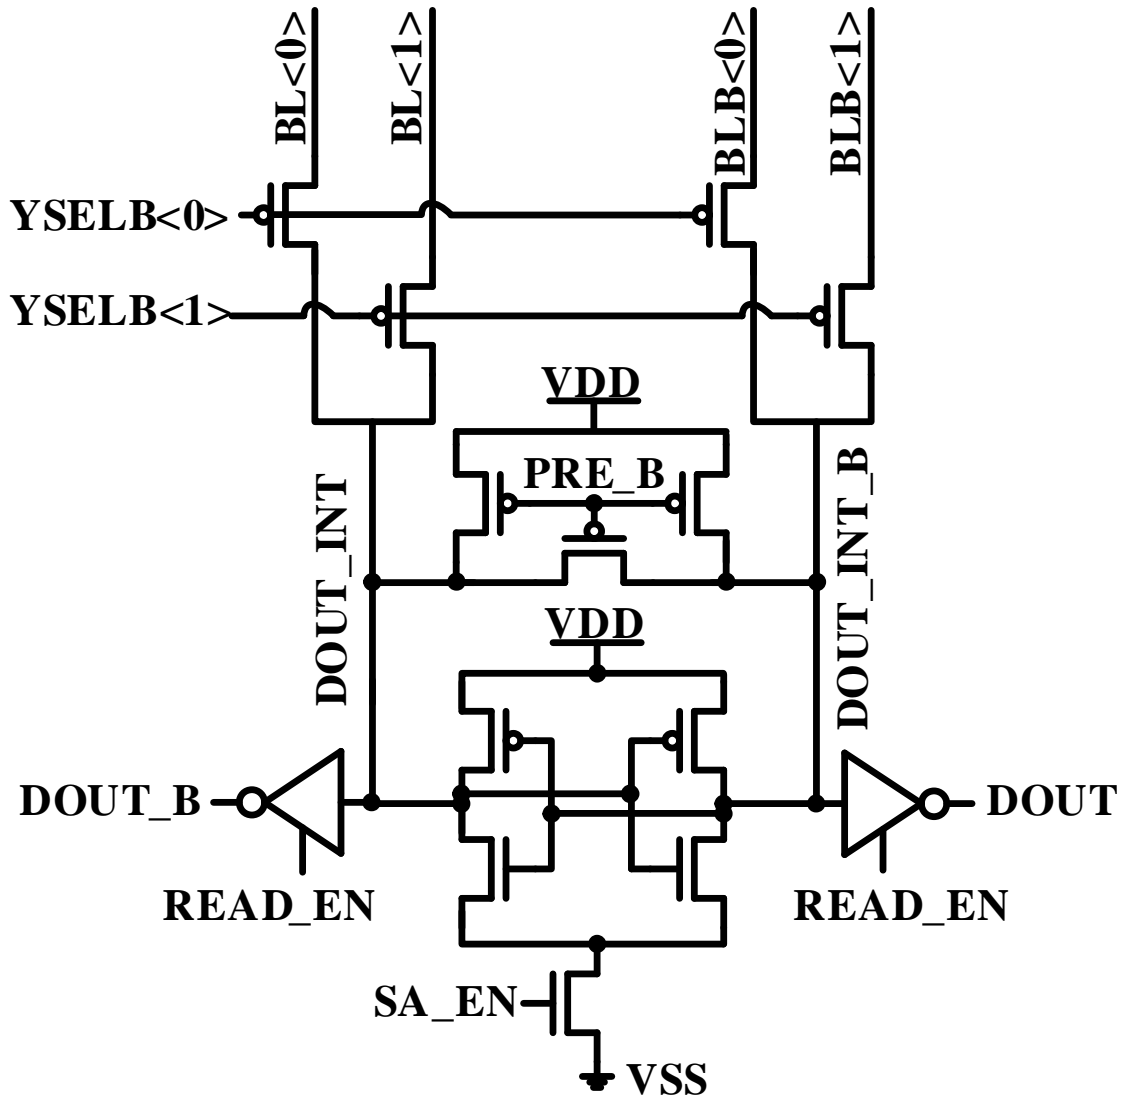 BL<0>
BL<1>
BLB<0>
BLB<1>
YSELB<0>
YSELB<1>
VDD
PRE_B
DOUT_INT
DOUT_INT_B
VDD
DOUT_B
DOUT
READ_EN
READ_EN
SA_EN
VSS